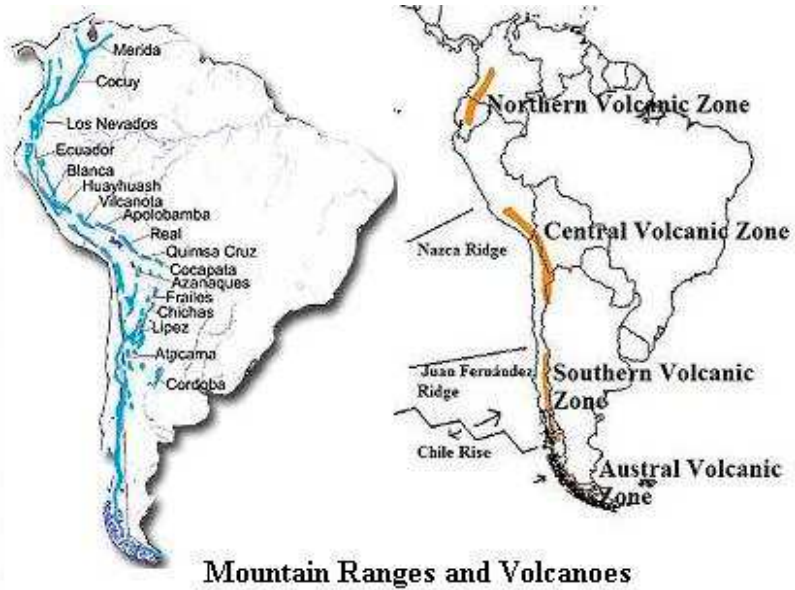 Merida
Cocuy
Los Nevados
Ecuador
Blanca
Huayhuash
Vilcanota
Apolobamba
Real
Quimsa Cruz
Cocapata
Azanaques
Frailes
Chichas
Lipez
Atacama
Cordoba
Northern Volcanic Zone
Central Volcanic Zone
Nazca Ridge
Juan Fernández
Ridge
Southern Volcanic
Zone
Chile Rise
Austral Volcanic
Zone
Mountain Ranges and Volcanoes